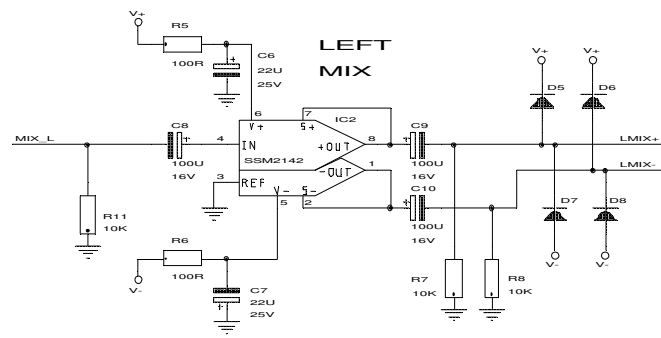 V+
R5
100R
C6
22U
25V
LEFT
MIX
V+
V+
D5
D6
6
7
V+
S+
IC2
C8
C9
MIX_L
4
IN
+OUT
8
LMIX+
100U
16V
SSM2142
100U
16V
-OUT
1
LMIX-
3
REF
V-
S-
5
2
C10
100U
16V
R11
10K
D7
D8
R6
100R
V-
V-
V-
C7
22U
25V
R7
10K
R8
10K